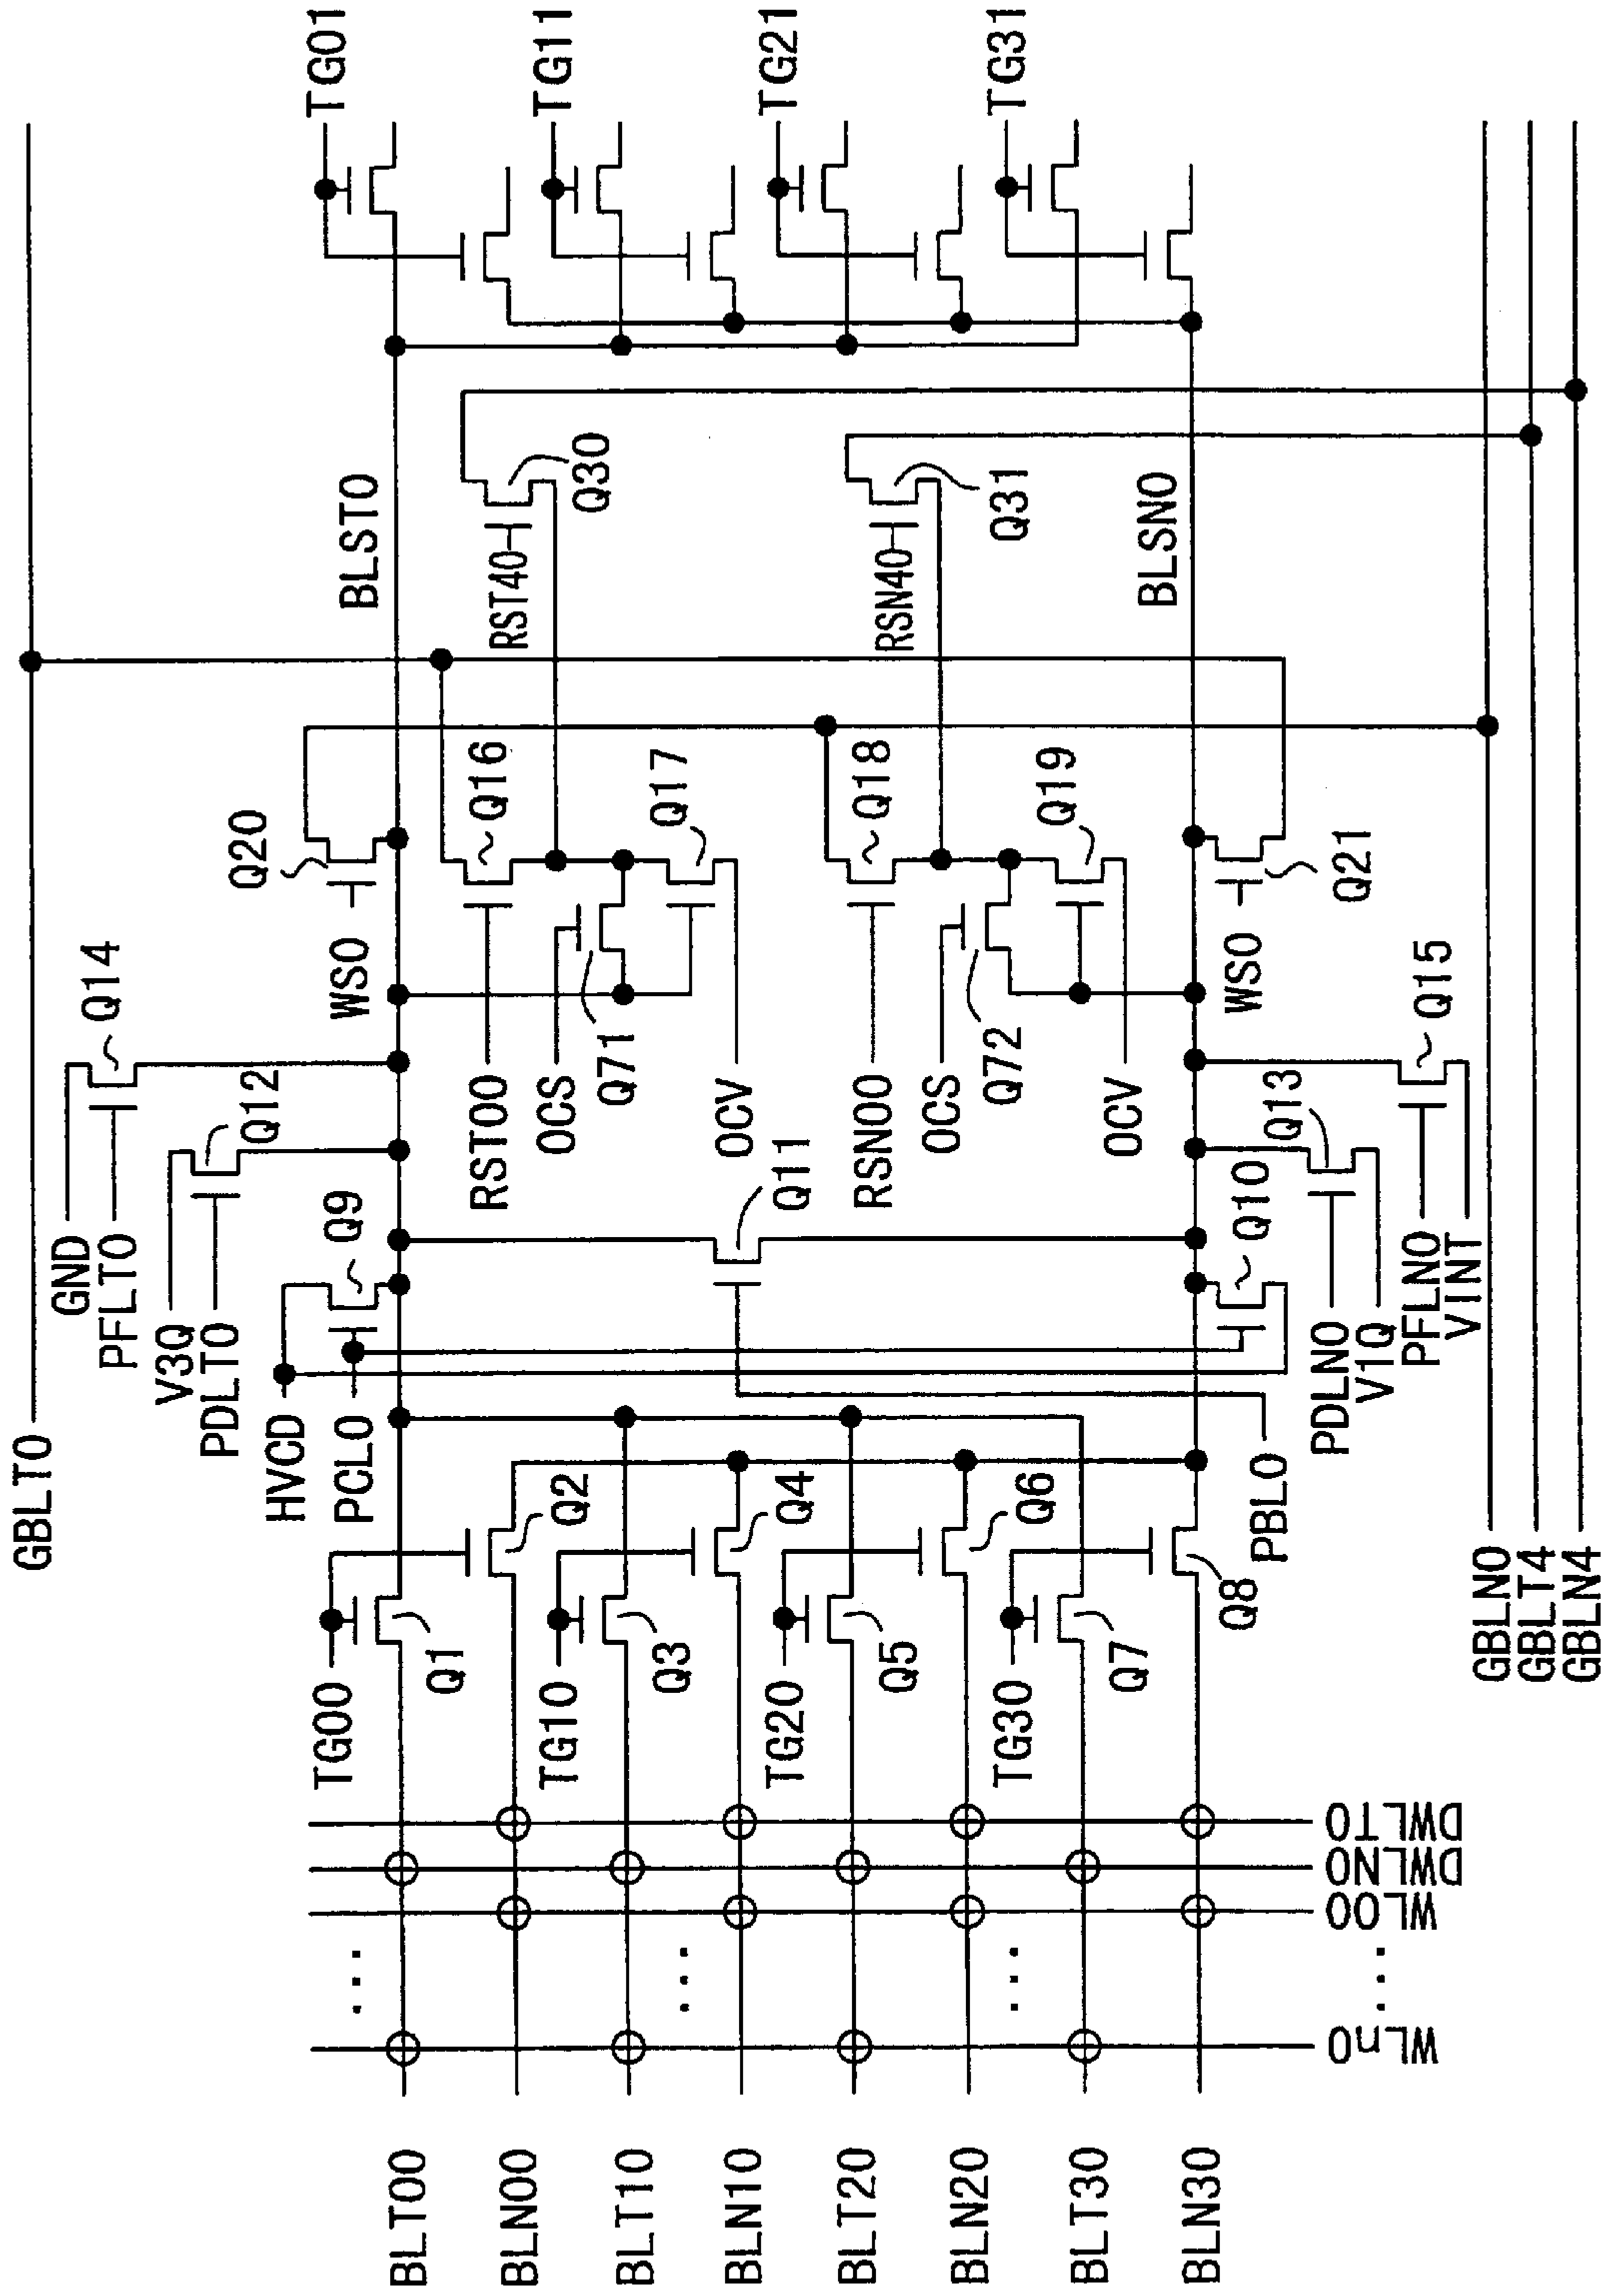 GBLT0
GND
PFLT0
V3Q
PDLT0
HVCD
PCL0
Q14
Q12
Q9
Q20
WS0
BLST0
TG01
TG11
TG21
TG31
TG00
Q1
Q2
TG10
Q3
Q4
TG20
Q5
Q6
TG30
Q7
Q8
Q16
Q17
Q71
RST00
OCS
OCV
RST40
Q30
Q11
Q18
Q19
Q72
RSN00
OCS
OCV
RSN40
Q31
BLSN0
WS0
Q21
Q10
Q13
Q15
PBL0
PDLN0
V1Q
PFLN0
VINT
GBLN0
GBLT4
GBLN4
BLT00
BLN00
BLT10
BLN10
BLT20
BLN20
BLT30
BLN30
WLn0
...
...
...
...
WL00
DWLN0
DWLT0